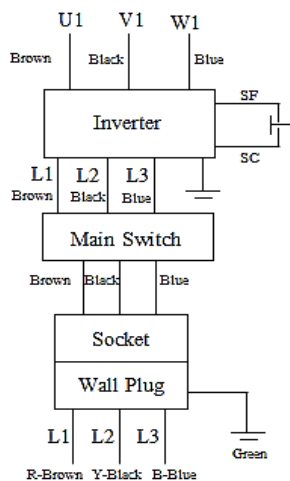 U1 V1 W1
Brown Black Blue
SF
Inverter
SC
L1 L2 L3
Brown Black Blue
Main Switch
Brown Black Blue
Socket
Wall Plug
L1 L2 L3
Green
R-Brown Y-Black B-Blue